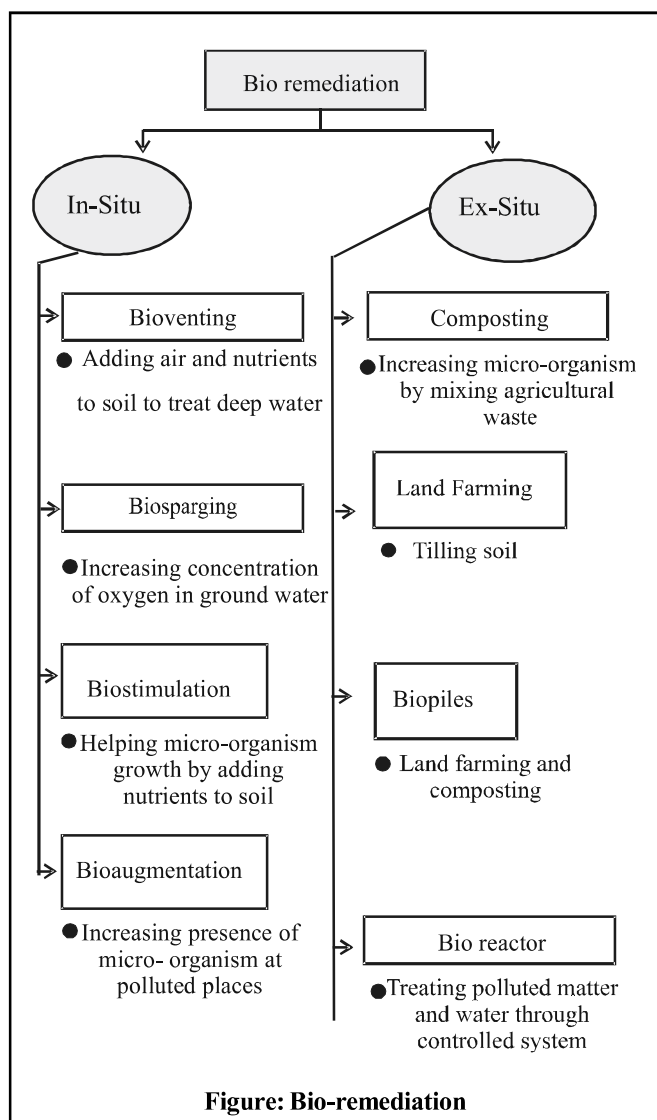 Bio remediation
In-Situ
Bioventing
● Adding air and nutrients
to soil to treat deep water
Biosparging
● Increasing concentration
of oxygen in ground water
Biostimulation
● Helping micro-organism
growth by adding
nutrients to soil
Bioaugmentation
● Increasing presence of
micro- organism at
polluted places
Ex-Situ
Composting
● Increasing micro-organism
by mixing agricultural
waste
Land Farming
● Tilling soil
Biopiles
● Land farming and
composting
Bio reactor
● Treating polluted matter
and water through
controlled system
Figure: Bio-remediation